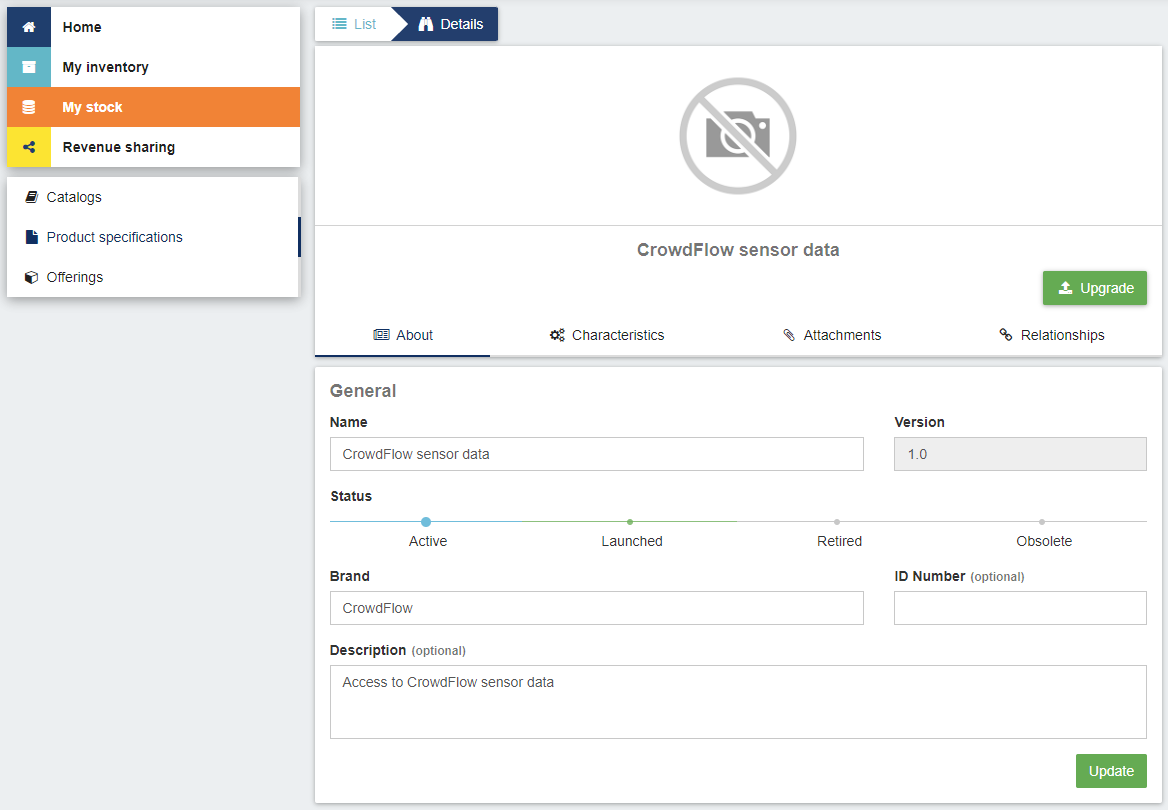 Home
My inventory
My stock
Revenue sharing
Catalogs
Product specifications
Offerings
List Details
CrowdFlow sensor data
Upgrade
About Characteristics Attachments Relationships
General
Name Version
CrowdFlow sensor data 1.0
Status
Active Launched Retired Obsolete
Brand ID Number (optional)
CrowdFlow
Description (optional)
Access to CrowdFlow sensor data
Update